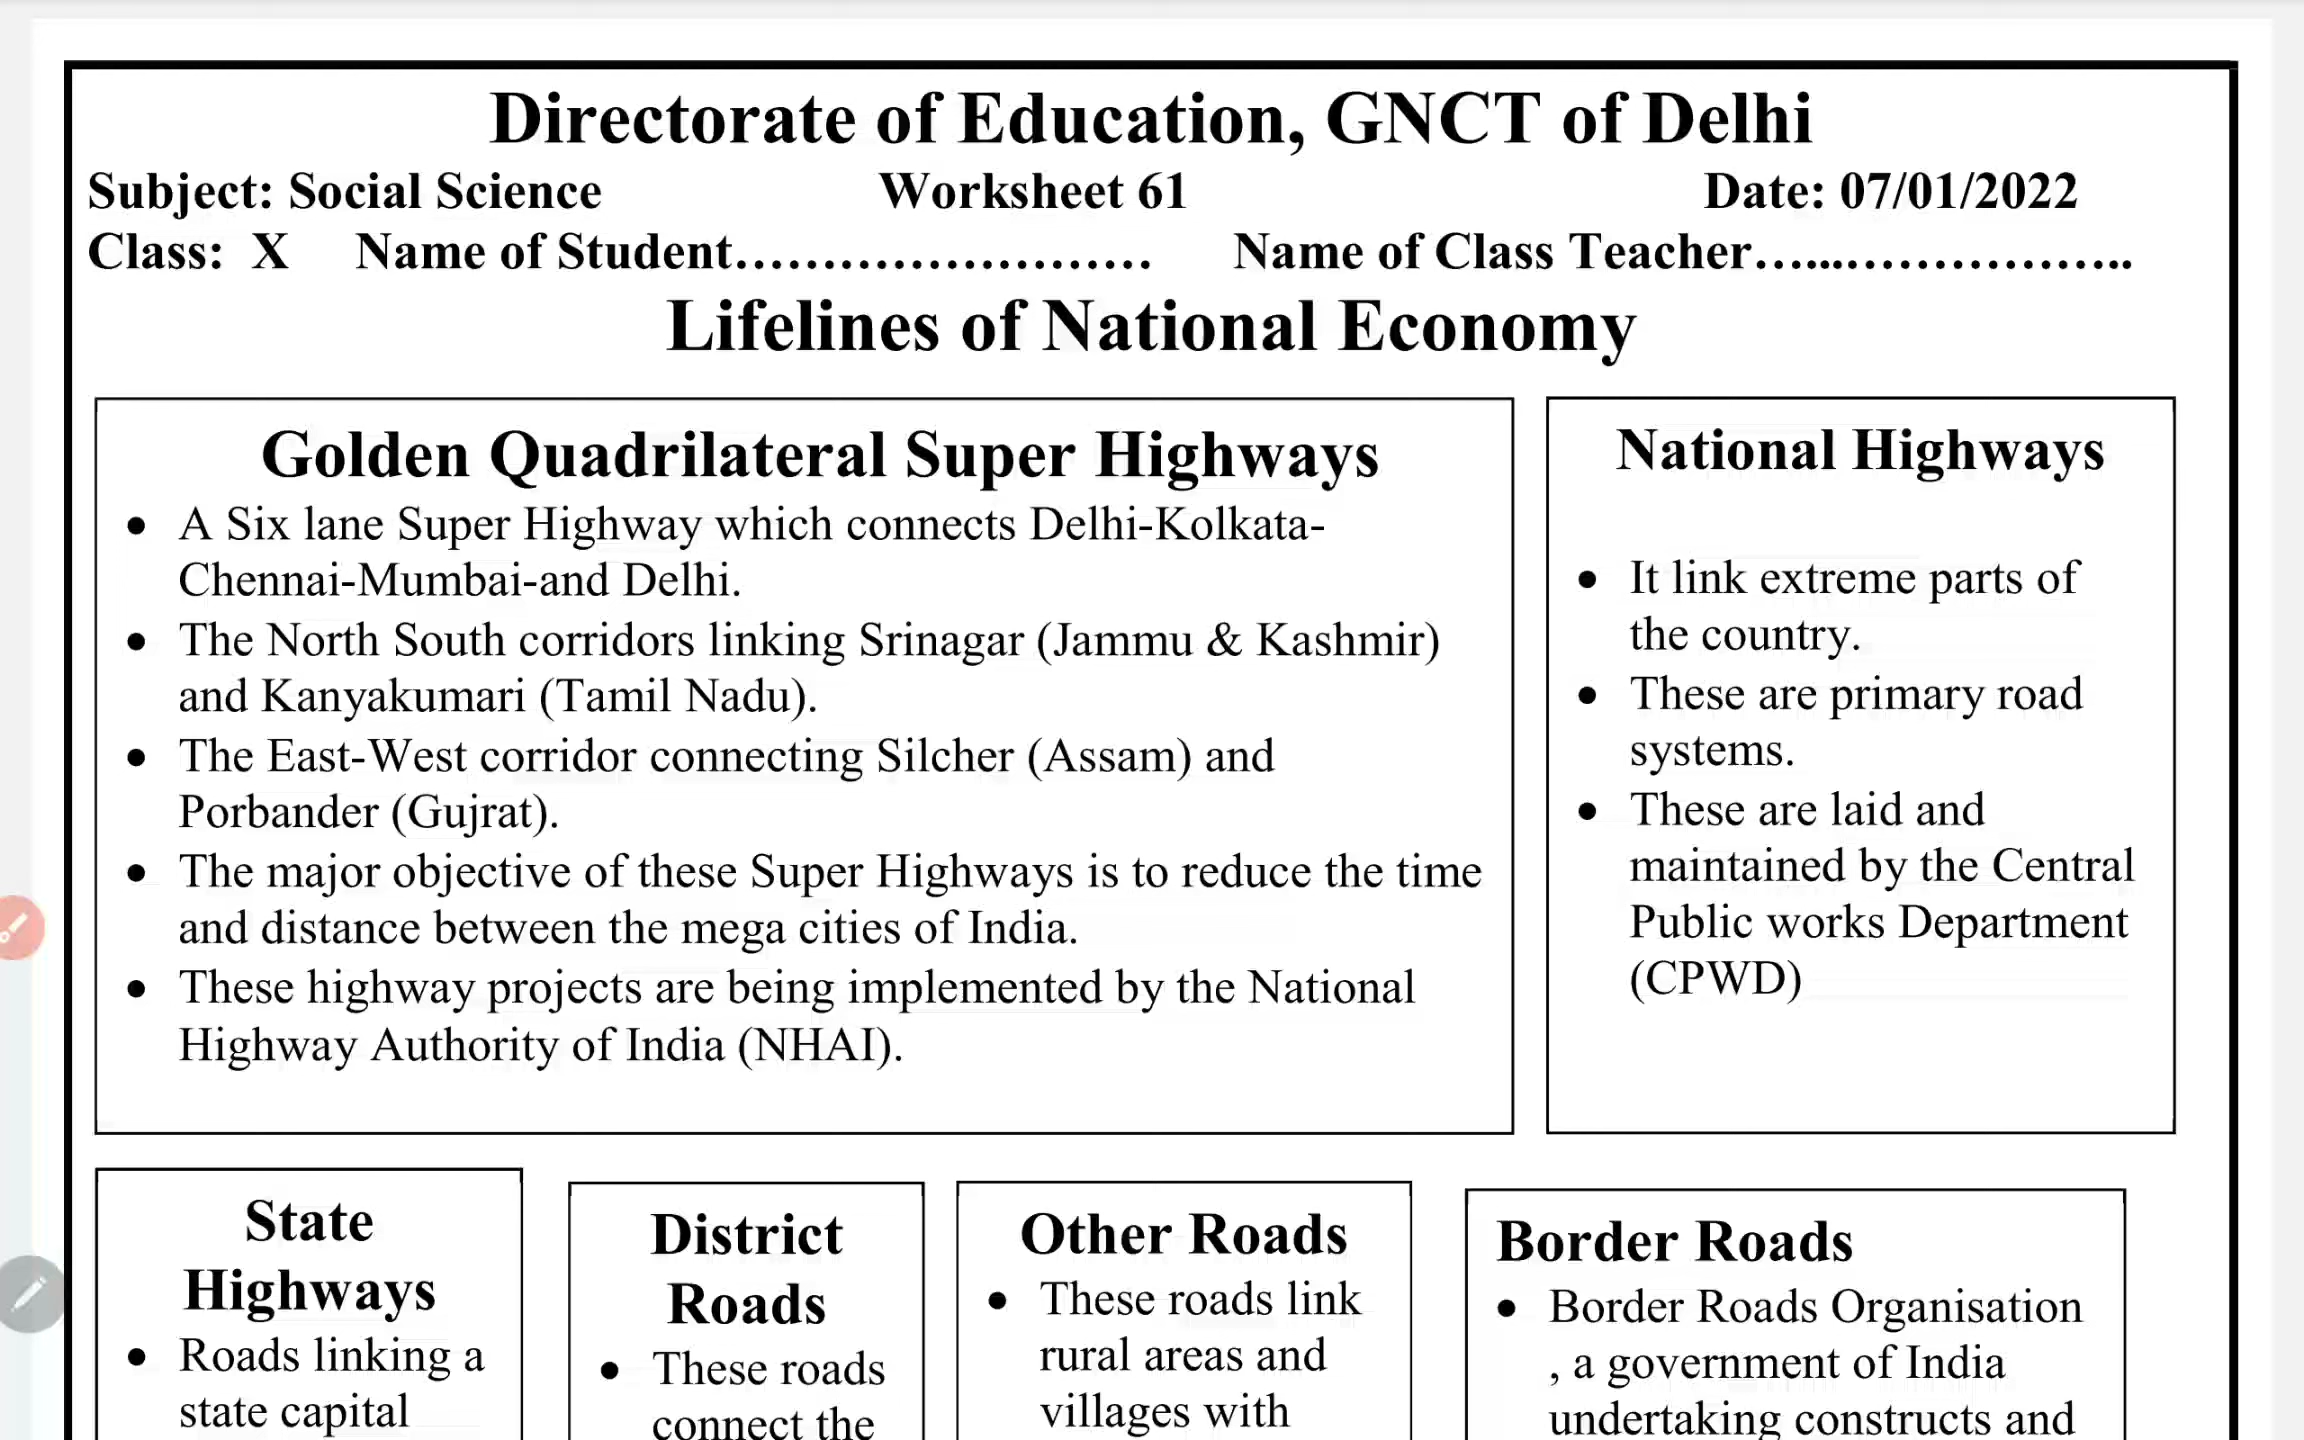 Directorate of Education, GNCT of Delhi
Subject: Social Science Worksheet 61 Date: 07/01/2022
Class: X Name of Student........................ Name of Class Teacher........................
Lifelines of National Economy
Golden Quadrilateral Super Highways
• A Six lane Super Highway which connects Delhi-Kolkata-
Chennai-Mumbai-and Delhi.
• The North South corridors linking Srinagar (Jammu & Kashmir)
and Kanyakumari (Tamil Nadu).
• The East-West corridor connecting Silcher (Assam) and
Porbander (Gujrat).
• The major objective of these Super Highways is to reduce the time
and distance between the mega cities of India.
• These highway projects are being implemented by the National
Highway Authority of India (NHAI).
National Highways
• It link extreme parts of
the country.
• These are primary road
systems.
• These are laid and
maintained by the Central
Public works Department
(CPWD)
State
Highways
• Roads linking a
state capital
District
Roads
• These roads
connect the
Other Roads
• These roads link
rural areas and
villages with
Border Roads
• Border Roads Organisation
, a government of India
undertaking constructs and